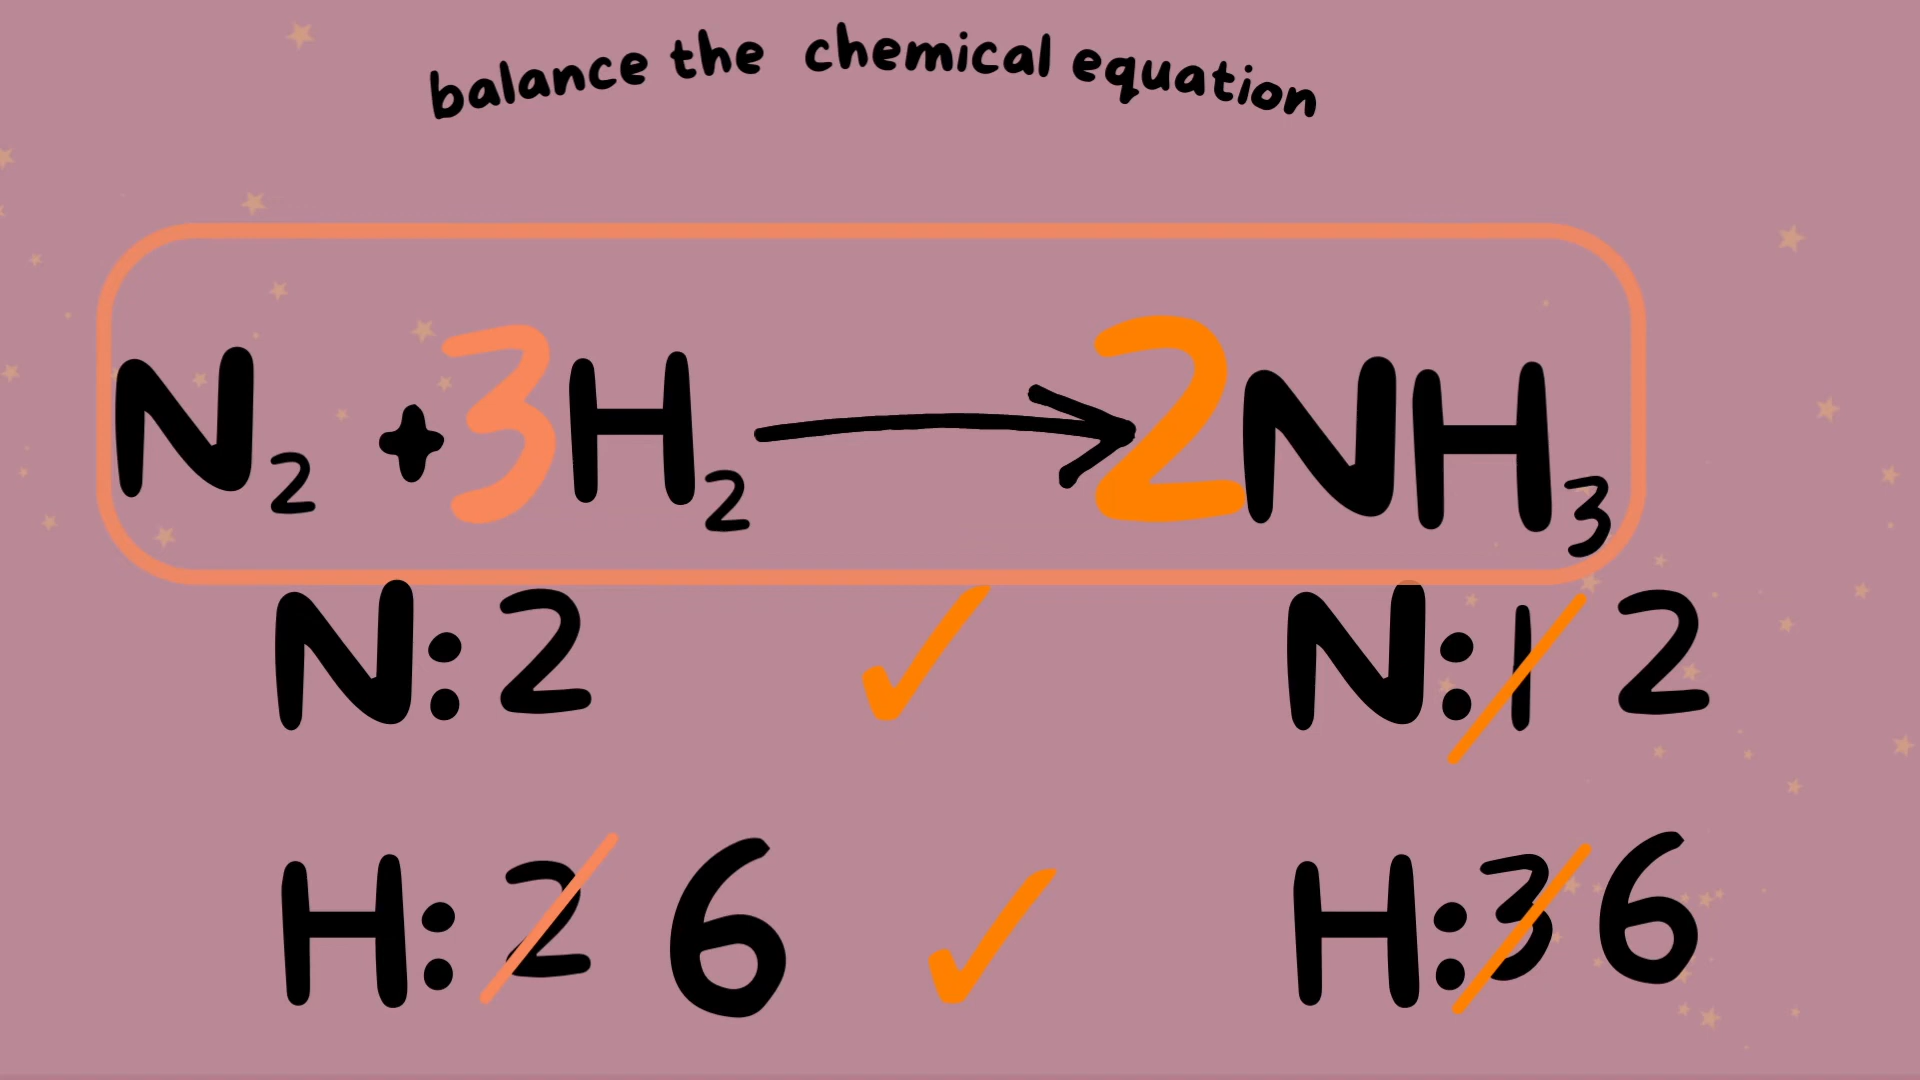 balance the chemical equation
N₂ + 3H₂ → 2NH₃
N: 2 ✓ N: 1 2
H: 2 6 ✓ H: 3 6